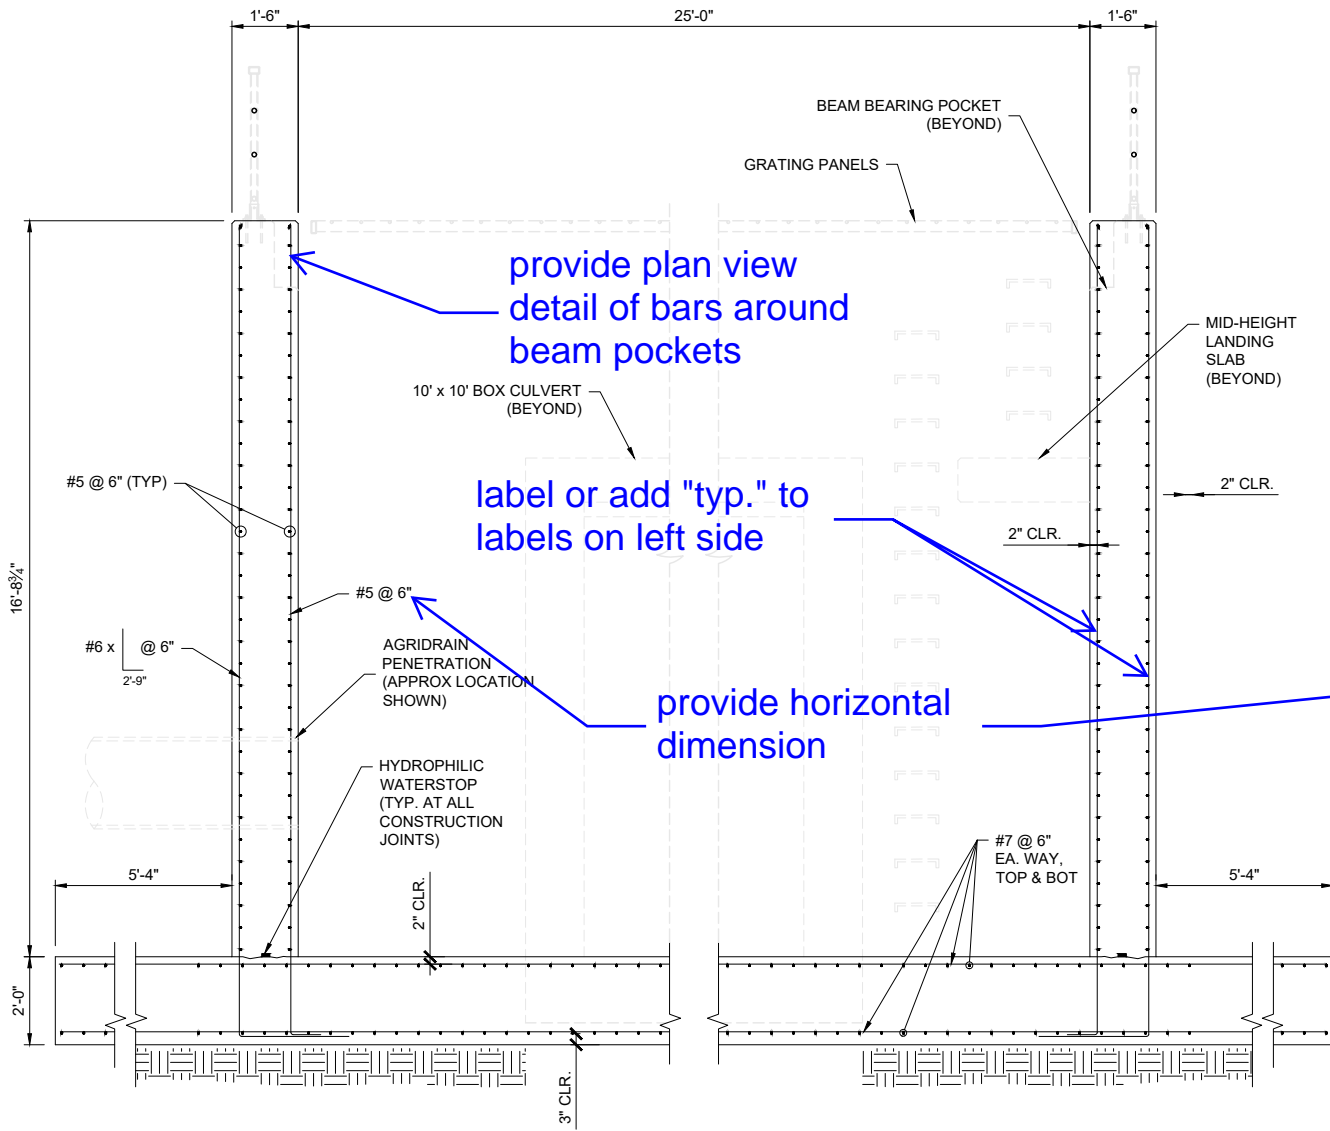 1'-6"
25'-0"
1'-6"
BEAM BEARING POCKET
(BEYOND)
GRATING PANELS
provide plan view
detail of bars around
beam pockets
MID-HEIGHT
LANDING
SLAB
(BEYOND)
10' x 10' BOX CULVERT
(BEYOND)
#5 @ 6" (TYP)
label or add "typ." to
labels on left side
2" CLR.
2" CLR.
16'-8¾"
#5 @ 6"
#6 x @ 6"
2'-9"
AGRIDRAIN
PENETRATION
(APPROX LOCATION
SHOWN)
provide horizontal
dimension
HYDROPHILIC
WATERSTOP
(TYP. AT ALL
CONSTRUCTION
JOINTS)
#7 @ 6"
EA. WAY,
TOP & BOT
5'-4"
2" CLR.
5'-4"
2'-0"
3" CLR.